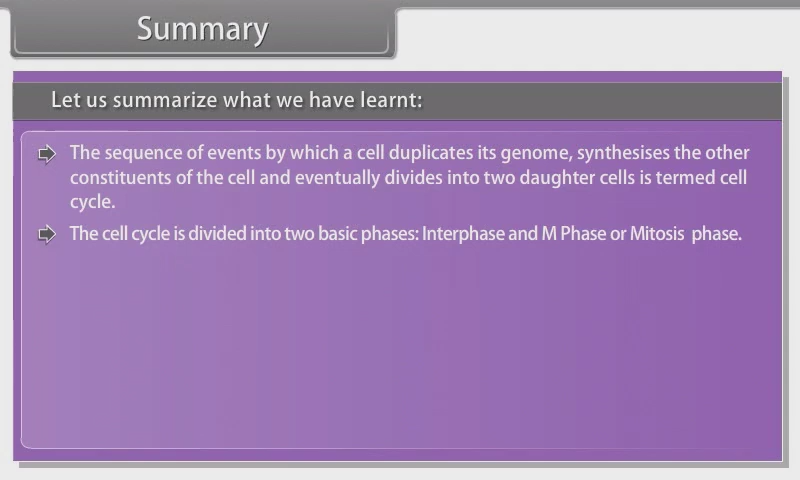 Summary
Let us summarize what we have learnt:
The sequence of events by which a cell duplicates its genome, synthesises the other
constituents of the cell and eventually divides into two daughter cells is termed cell
cycle.
The cell cycle is divided into two basic phases: Interphase and M Phase or Mitosis phase.